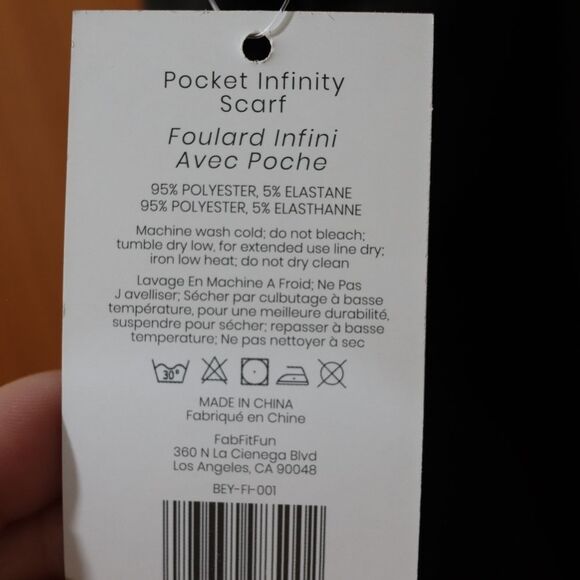 Pocket Infinity
Scarf
Foulard Infini
Avec Poche
95% POLYESTER, 5% ELASTANE
95% POLYESTER, 5% ELASTHANNE
Machine wash cold; do not bleach;
tumble dry low, for extended use line dry;
iron low heat; do not dry clean
Lavage En Machine A Froid; Ne Pas
J avelliser; Sécher par culbutage à basse
température, pour une meilleure durabilité,
suspendre pour sécher; repasser à basse
temperature; Ne pas nettoyer à sec
30°
MADE IN CHINA
Fabriqué en Chine
FabFitFun
360 N La Cienega Blvd
Los Angeles, CA 90048
BEY-FI-001